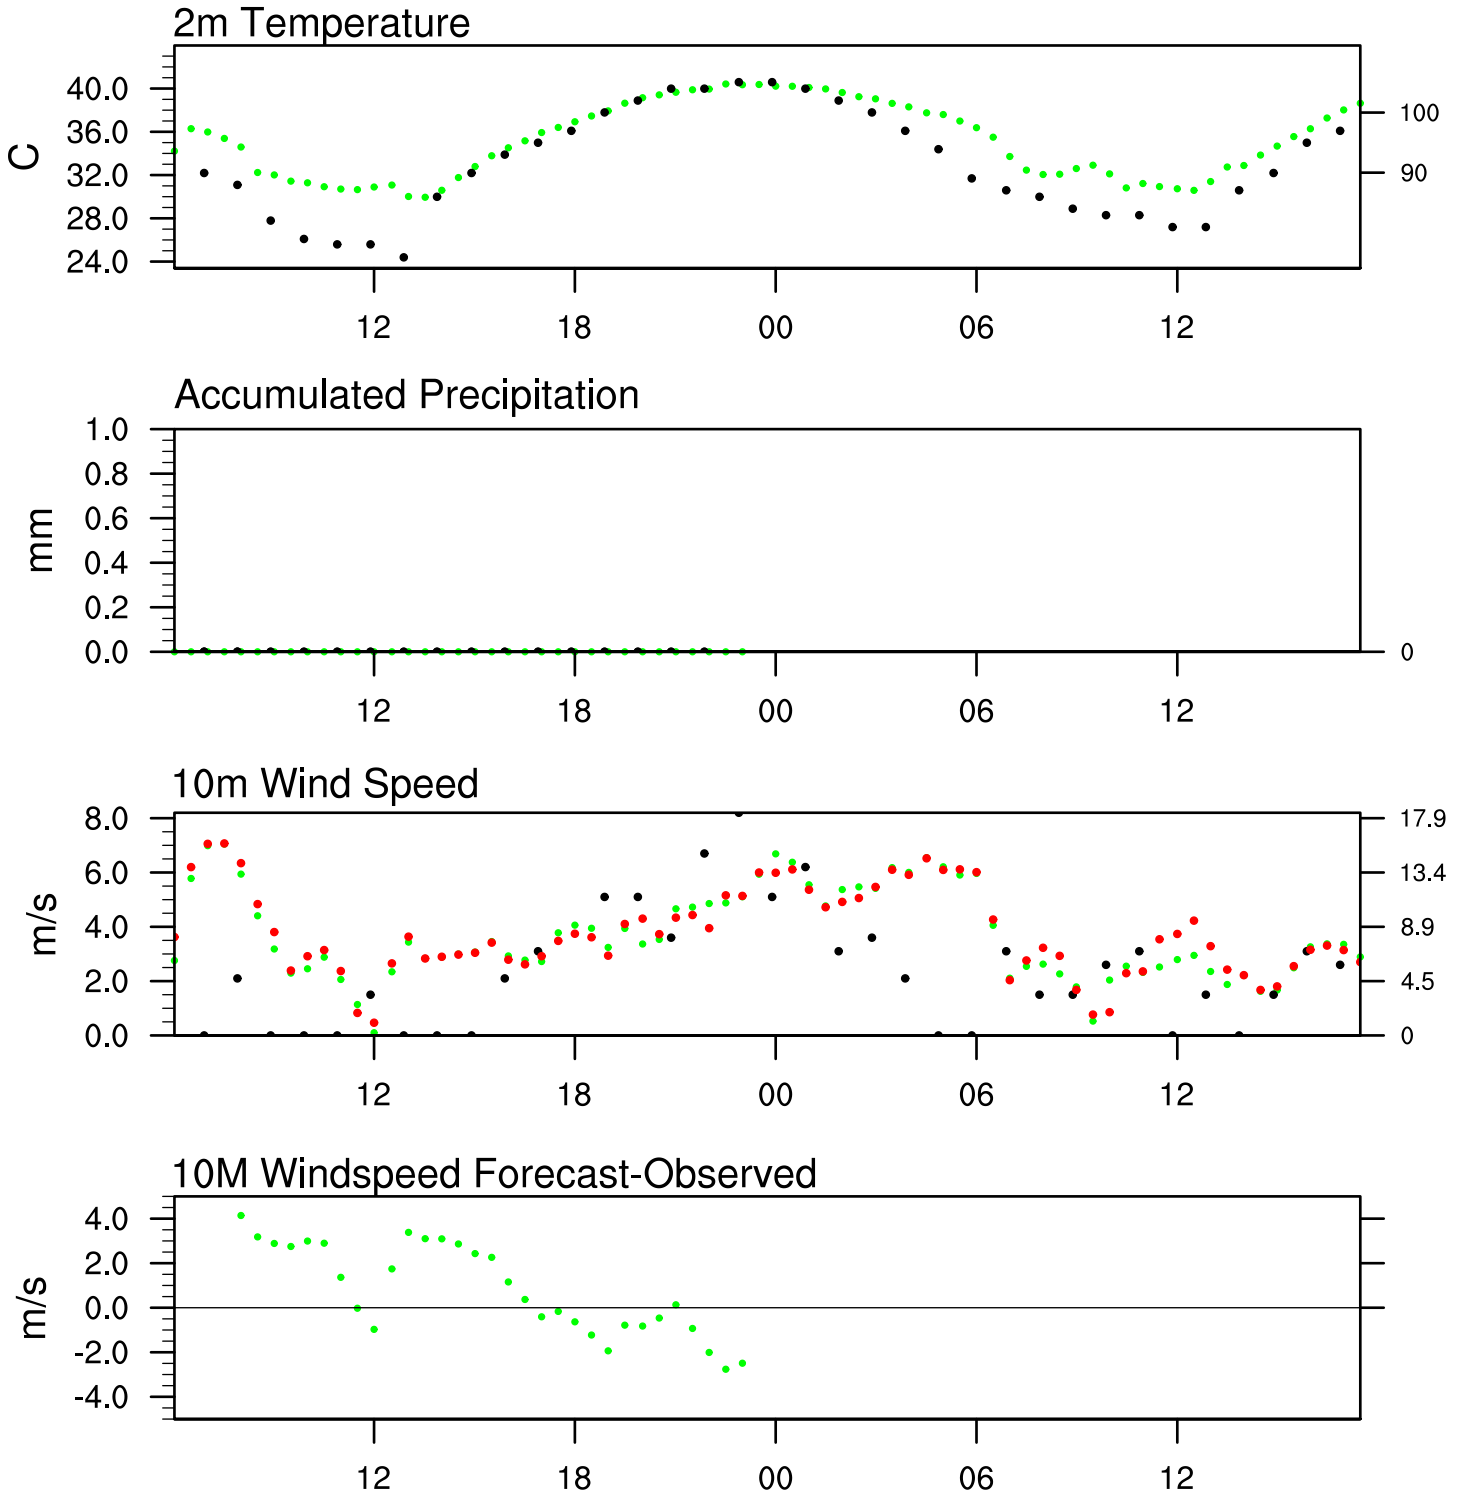 2m Temperature
40.0
36.0
32.0
28.0
24.0
C
100
90
12 18 00 06 12
Accumulated Precipitation
1.0
0.8
0.6
0.4
0.2
0.0
mm
0
12 18 00 06 12
10m Wind Speed
8.0
6.0
4.0
2.0
0.0
m/s
17.9
13.4
8.9
4.5
0
12 18 00 06 12
10M Windspeed Forecast-Observed
4.0
2.0
0.0
-2.0
-4.0
m/s
12 18 00 06 12